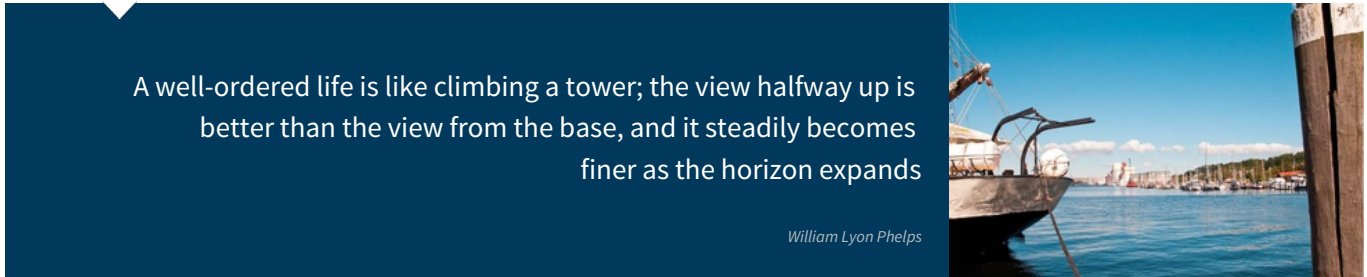 A well-ordered life is like climbing a tower; the view halfway up is
better than the view from the base, and it steadily becomes
finer as the horizon expands
William Lyon Phelps